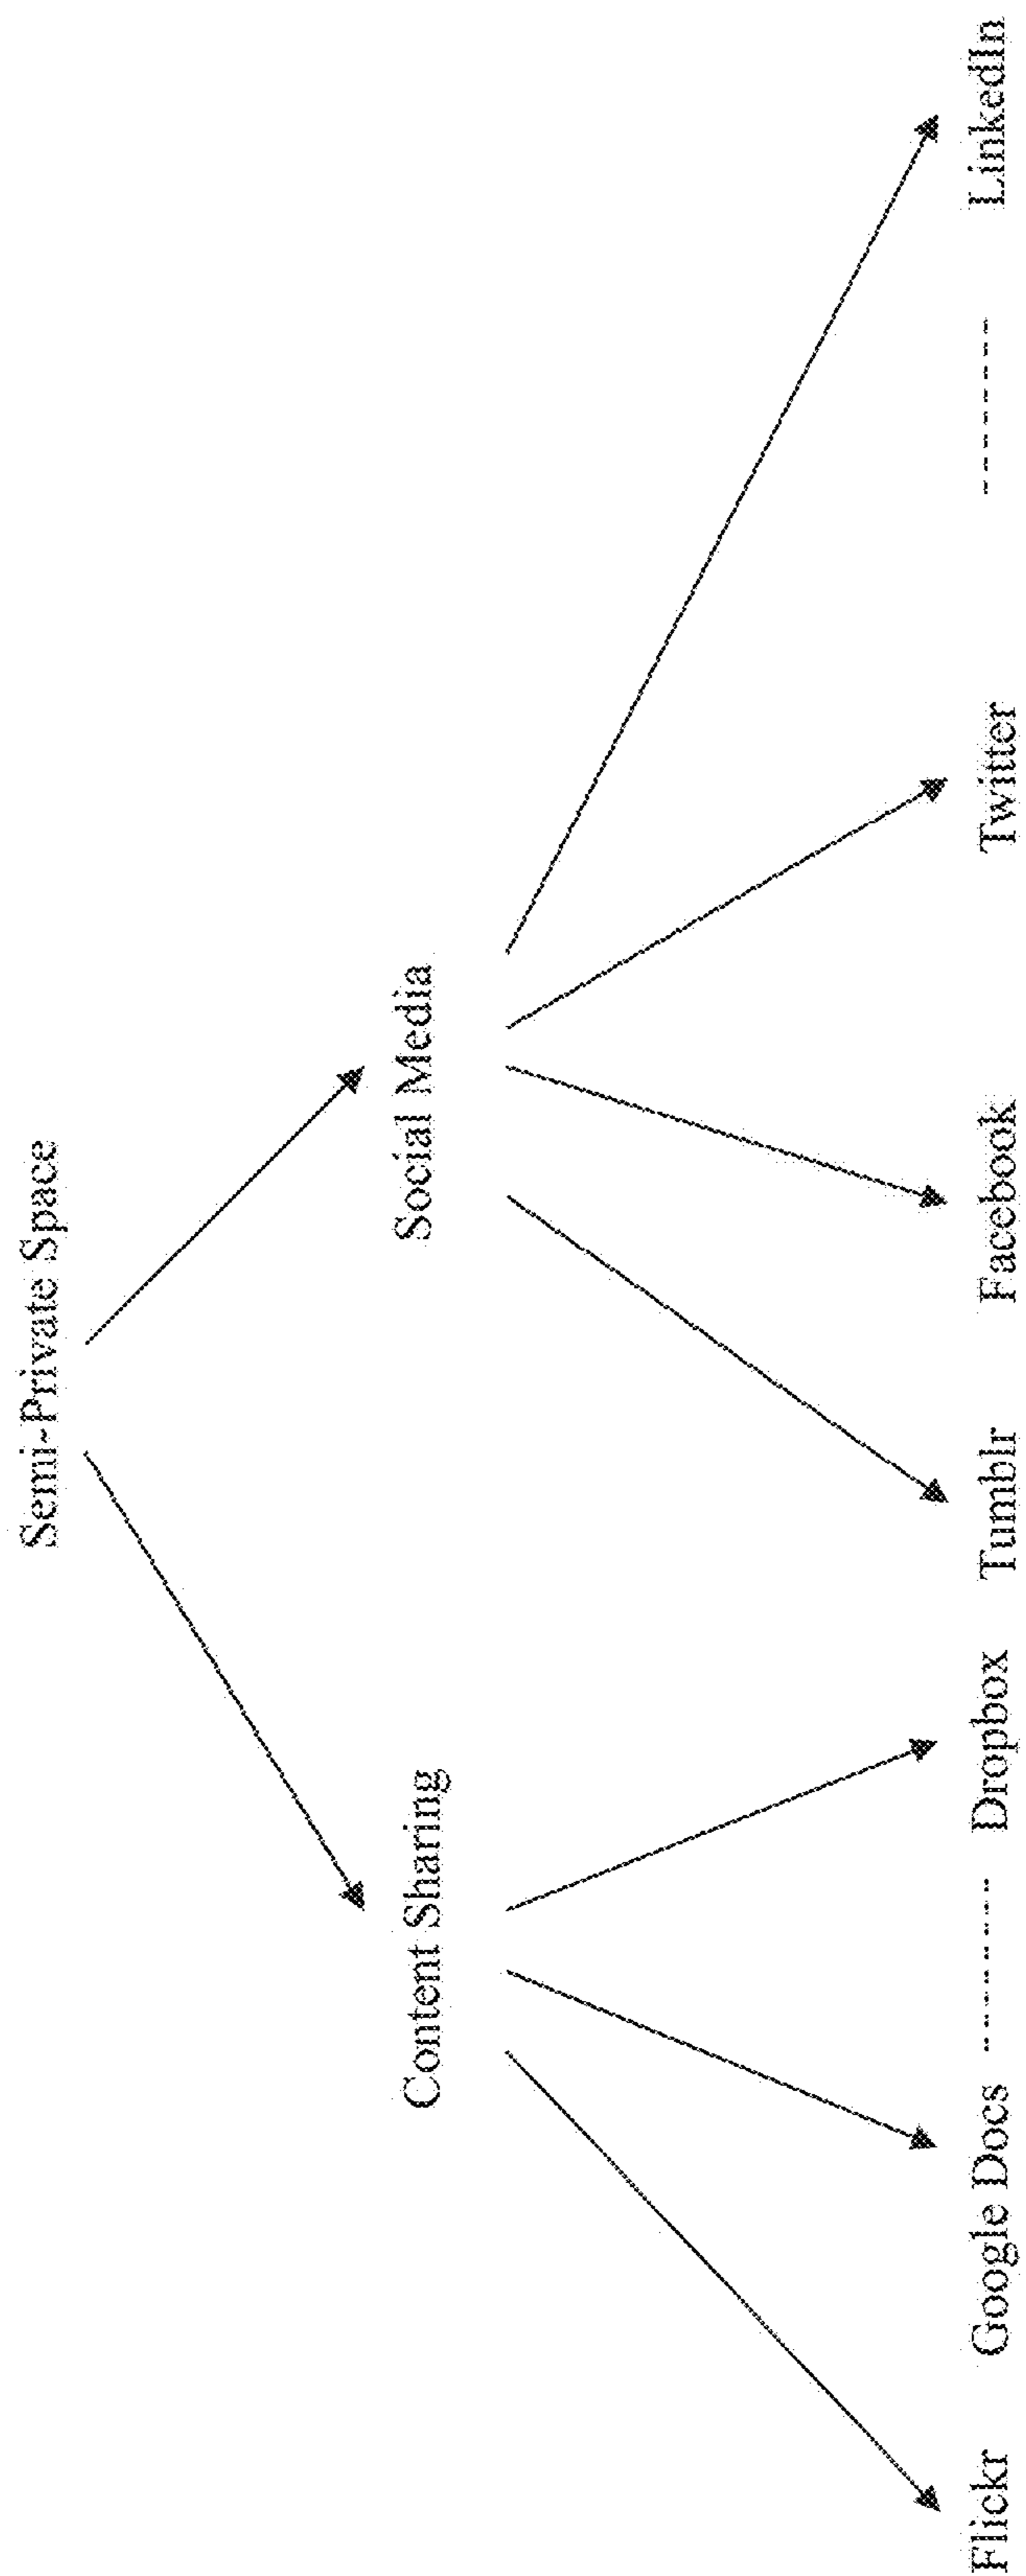 Semi-Private Space
Content Sharing Social Media
Flickr Google Docs --------- Dropbox Tumblr Facebook Twitter -------- LinkedIn